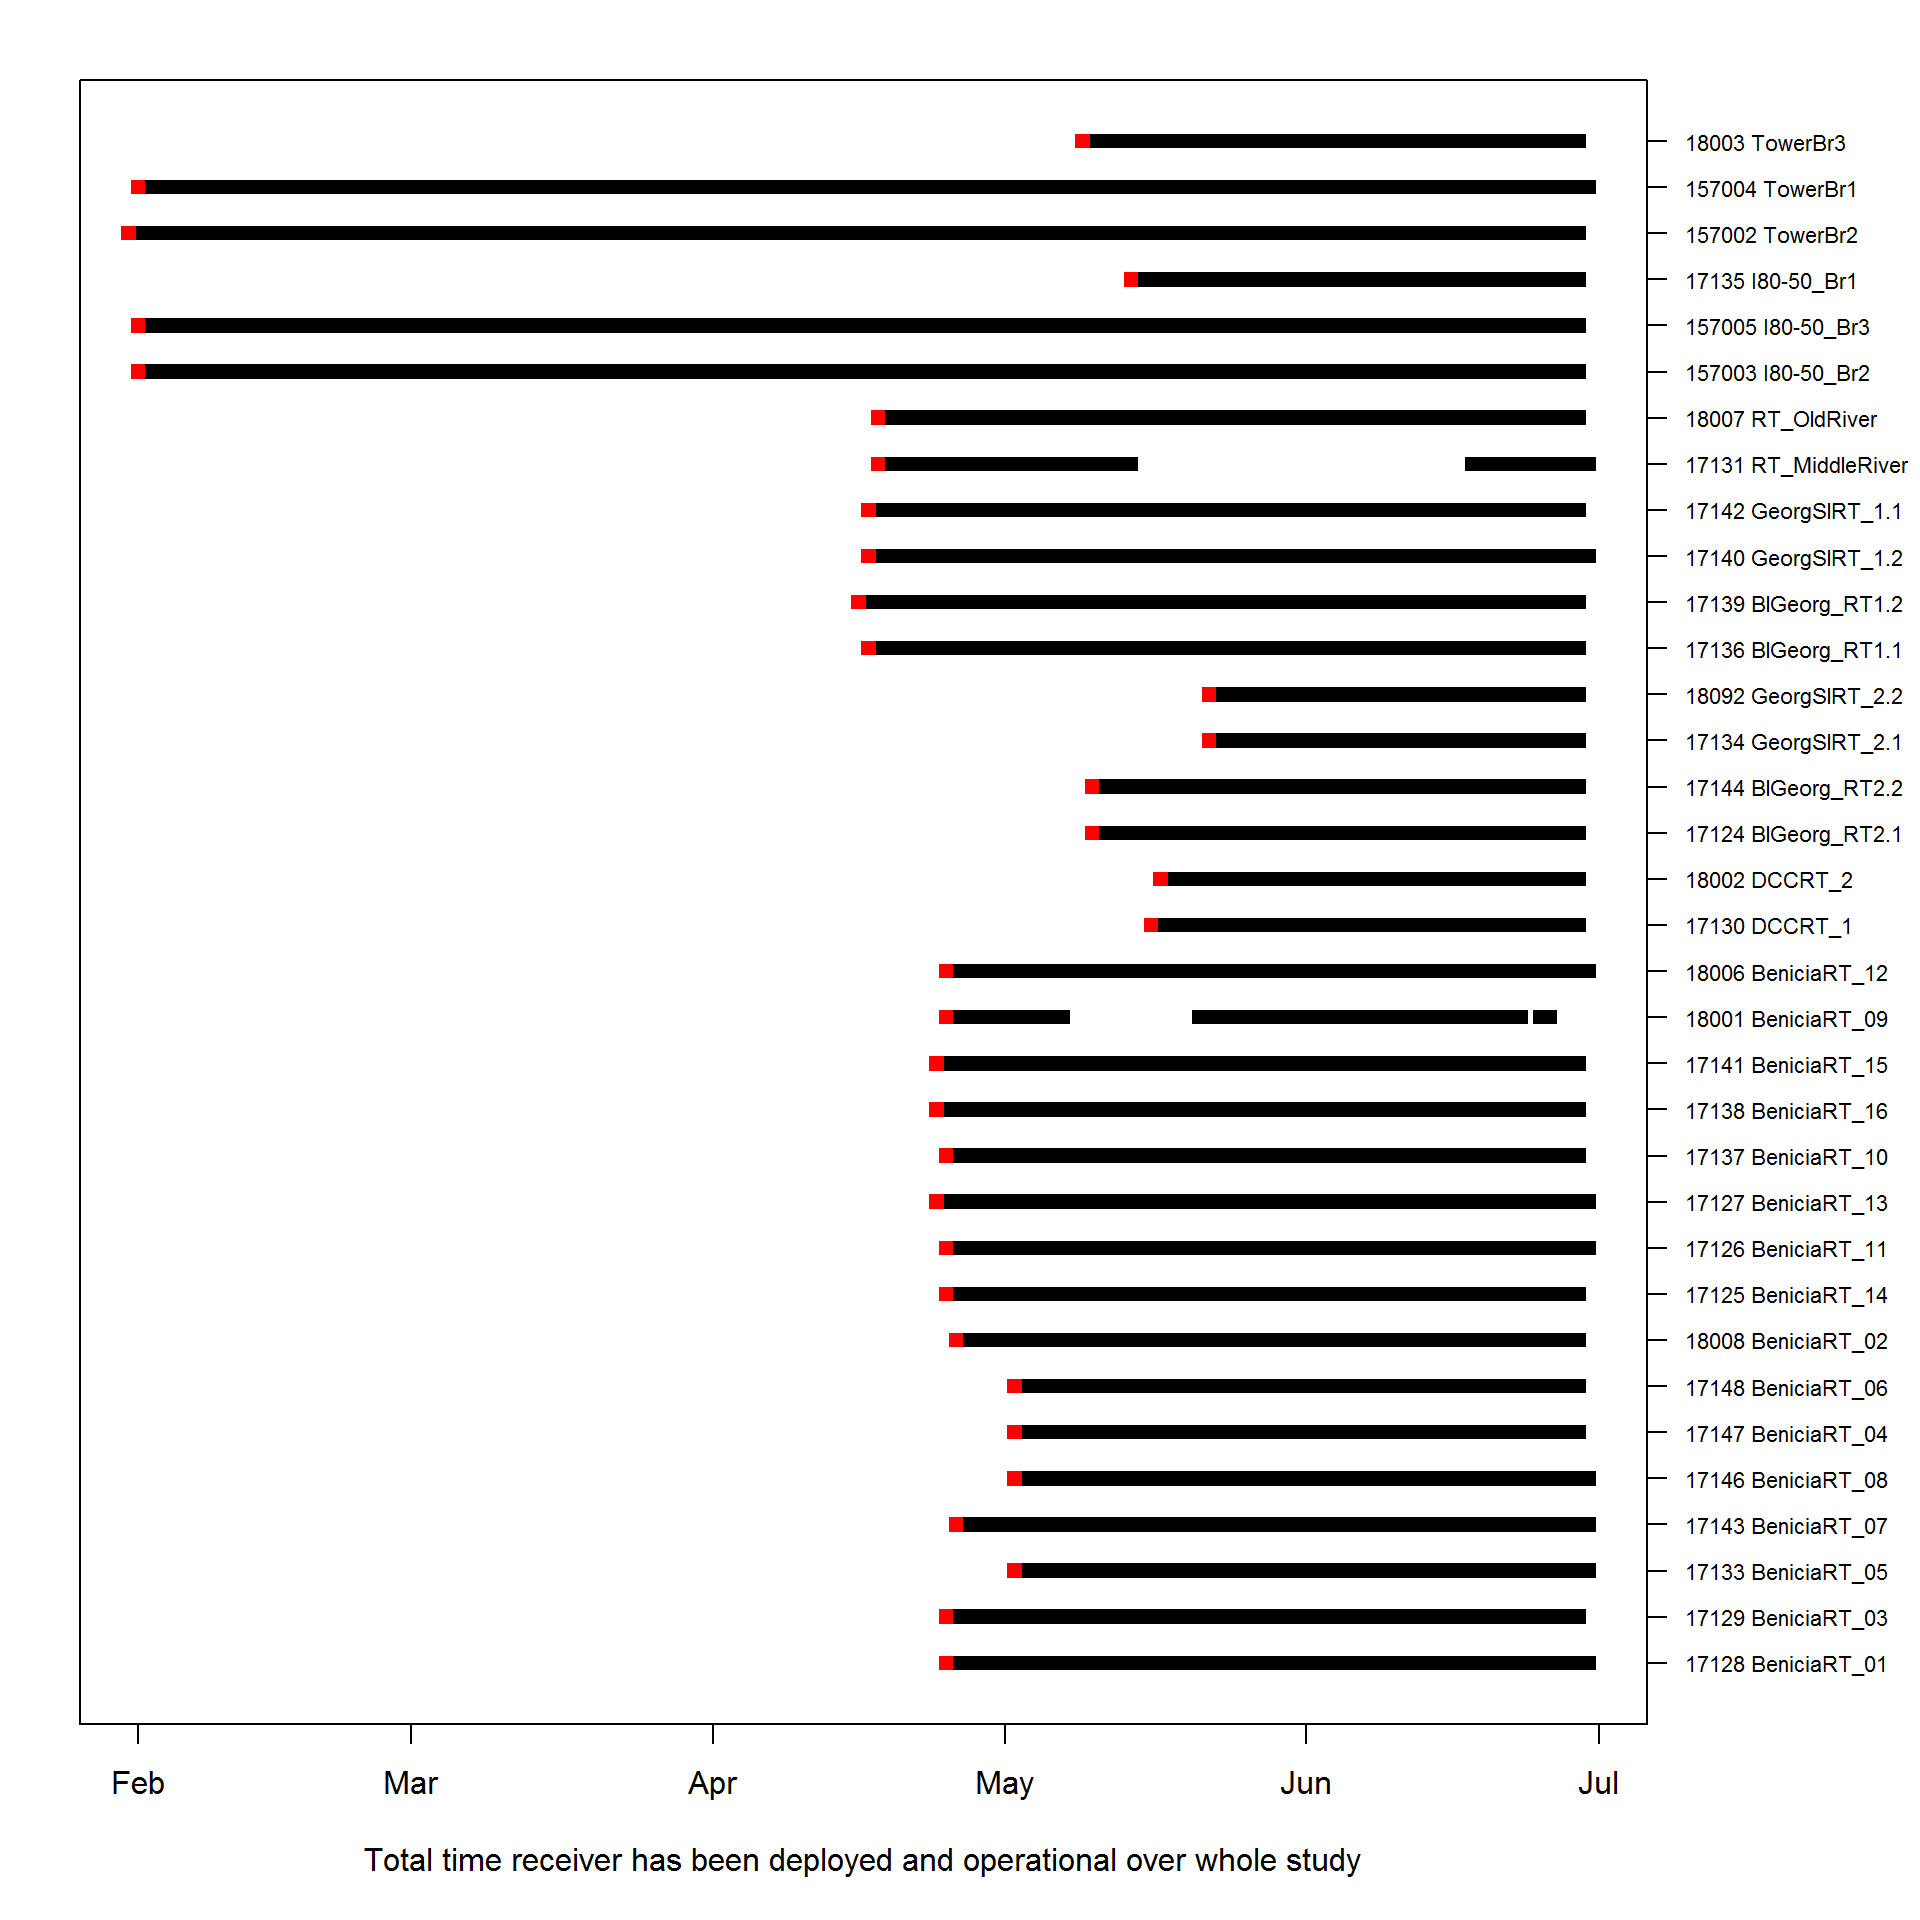 18003 TowerBr3
157004 TowerBr1
157002 TowerBr2
17135 I80-50_Br1
157005 I80-50_Br3
157003 I80-50_Br2
18007 RT_OldRiver
17131 RT_MiddleRiver
17142 GeorgSlRT_1.1
17140 GeorgSlRT_1.2
17139 BlGeorg_RT1.2
17136 BlGeorg_RT1.1
18092 GeorgSlRT_2.2
17134 GeorgSlRT_2.1
17144 BlGeorg_RT2.2
17124 BlGeorg_RT2.1
18002 DCCRT_2
17130 DCCRT_1
18006 BeniciaRT_12
18001 BeniciaRT_09
17141 BeniciaRT_15
17138 BeniciaRT_16
17137 BeniciaRT_10
17127 BeniciaRT_13
17126 BeniciaRT_11
17125 BeniciaRT_14
18008 BeniciaRT_02
17148 BeniciaRT_06
17147 BeniciaRT_04
17146 BeniciaRT_08
17143 BeniciaRT_07
17133 BeniciaRT_05
17129 BeniciaRT_03
17128 BeniciaRT_01
Feb Mar Apr May Jun Jul
Total time receiver has been deployed and operational over whole study